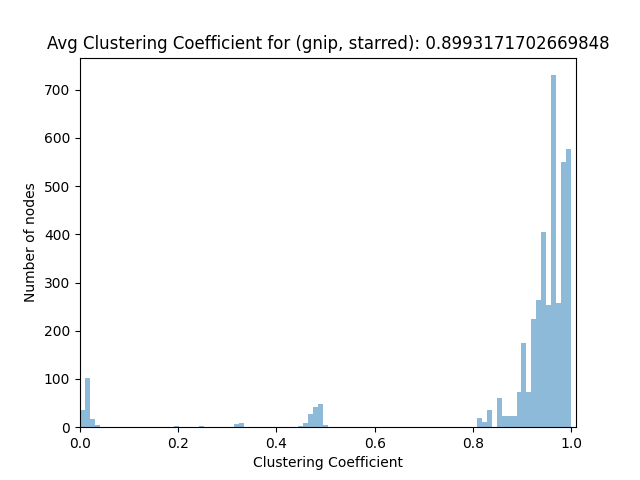 Avg Clustering Coefficient for (gnip, starred): 0.8993171702669848
700
600
500
400
300
200
100
0
Number of nodes
0.0 0.2 0.4 0.6 0.8 1.0
Clustering Coefficient